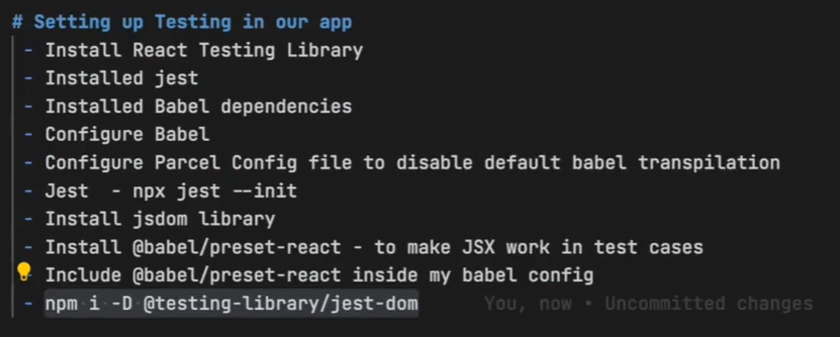 # Setting up Testing in our app
- Install React Testing Library
- Installed jest
- Installed Babel dependencies
- Configure Babel
- Configure Parcel Config file to disable default babel transpilation
- Jest  - npx jest --init
- Install jsdom library
- Install @babel/preset-react - to make JSX work in test cases
- Include @babel/preset-react inside my babel config
- npm i -D @testing-library/jest-dom You, now • Uncommitted changes